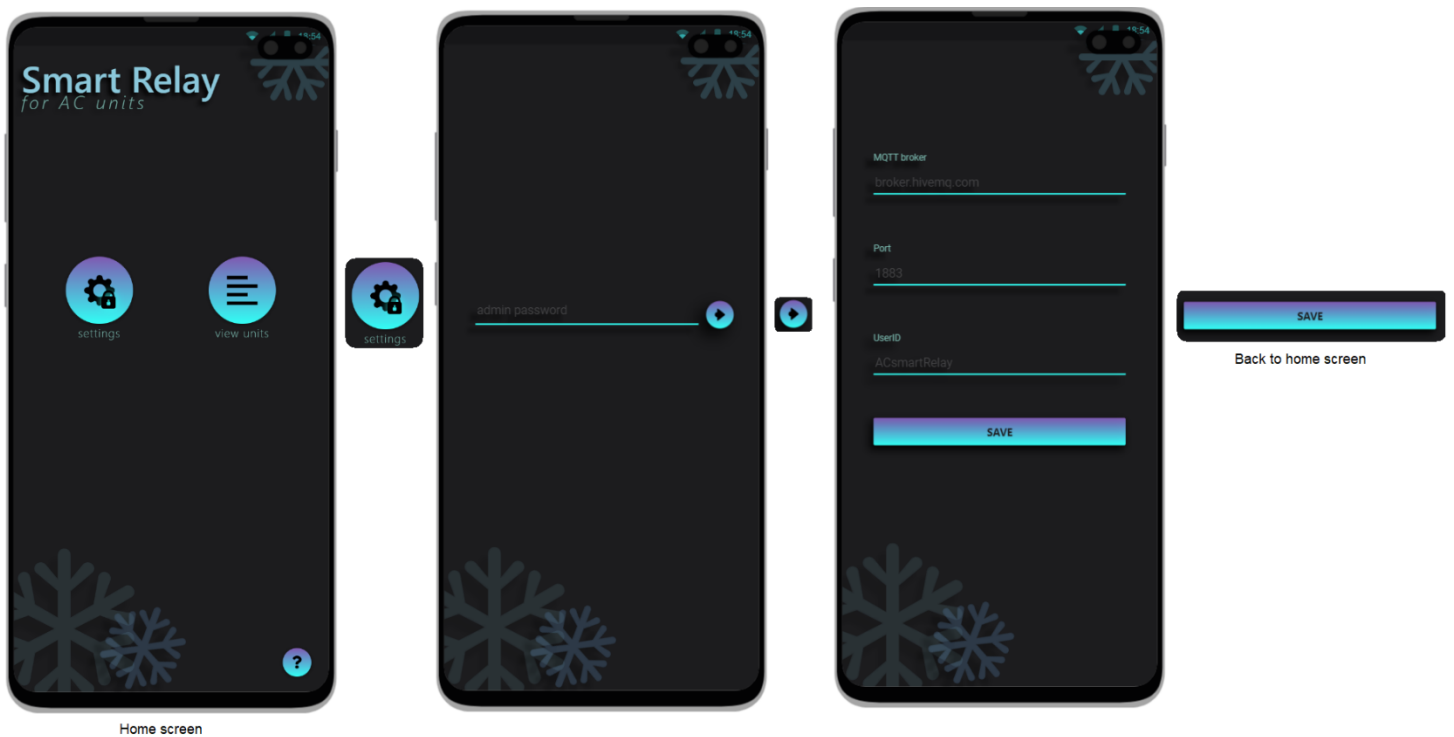 18:54
Smart Relay
for AC units
settings
view units
?
Home screen
settings
18:54
admin password
18:54
MQTT broker
broker.hivemq.com
Port
1883
UserID
ACsmartRelay
SAVE
SAVE
Back to home screen